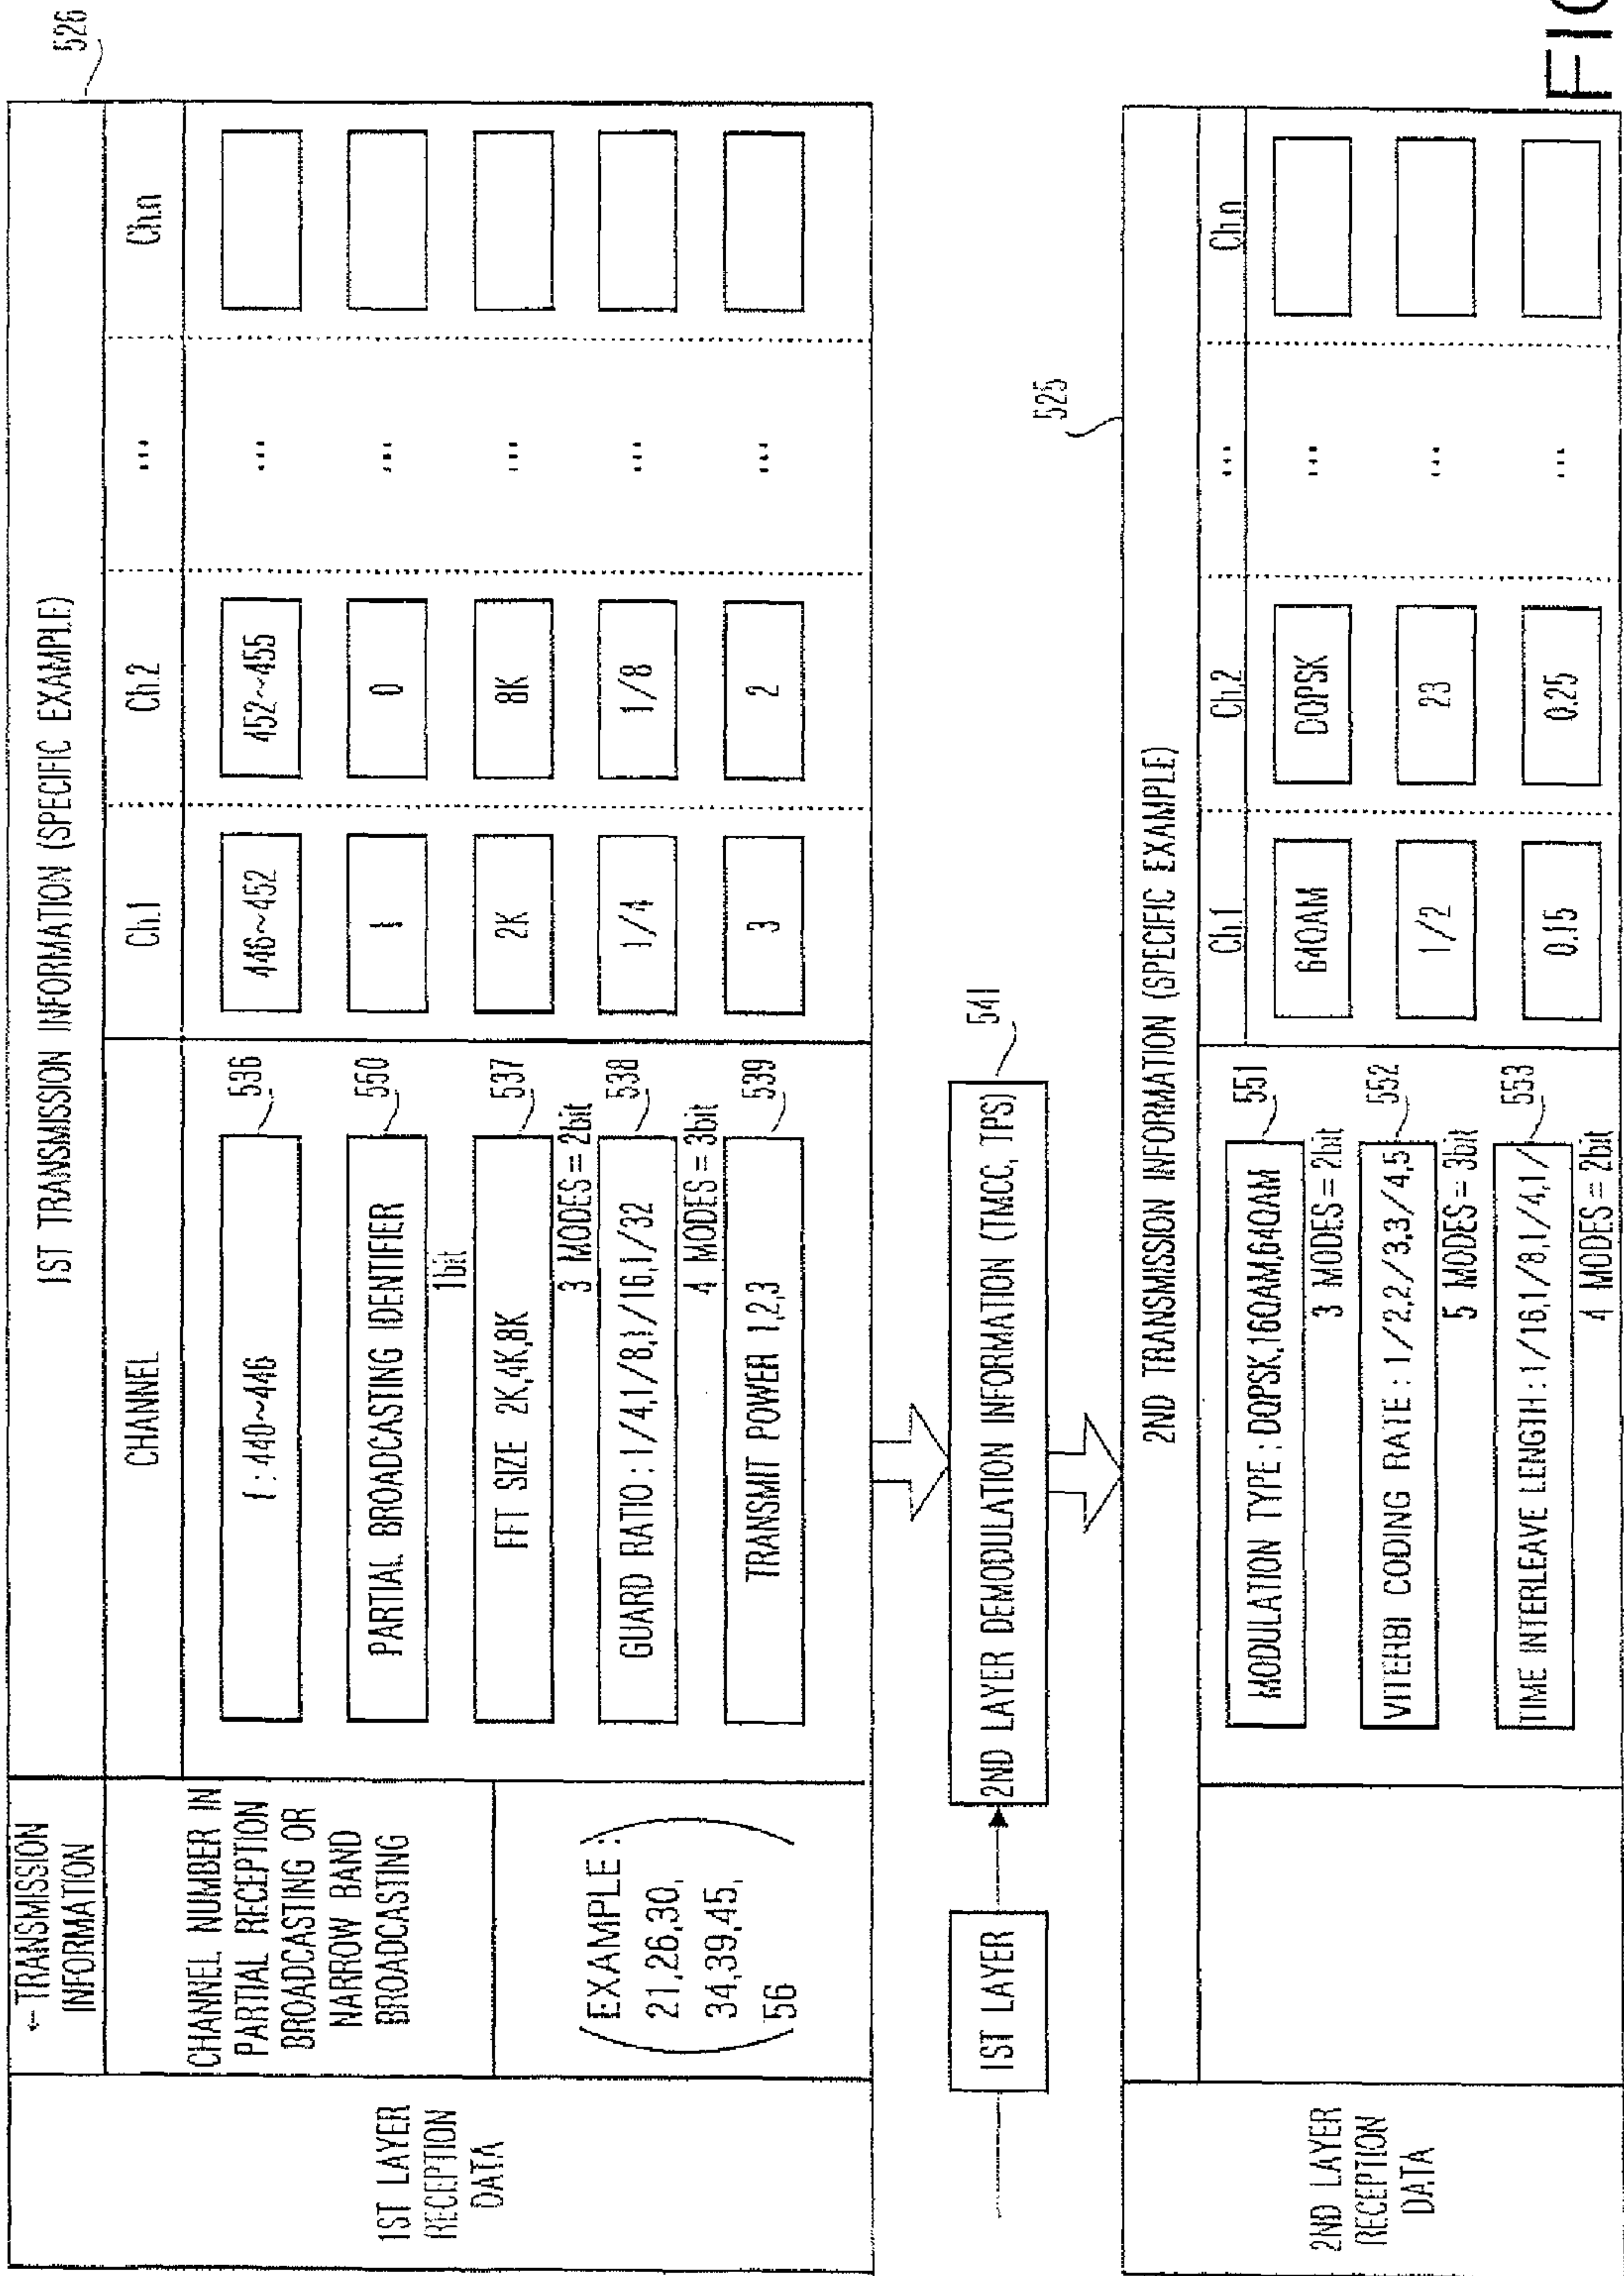 1ST TRANSMISSION INFORMATION (SPECIFIC EXAMPLE)
526
←TRANSMISSION
INFORMATION
CHANNEL
Ch.1
Ch.2
...
Ch.n
1ST LAYER
RECEPTION
DATA
CHANNEL NUMBER IN
PARTIAL RECEPTION
BROADCASTING OR
NARROW BAND
BROADCASTING
(EXAMPLE :
21,26,30,
34,39,45,
56)
1 : 440~446
536
446~452
452~455
...
PARTIAL BROADCASTING IDENTIFIER
550
1bit
1
0
...
FFT SIZE 2K,4K,8K
537
3 MODES = 2bit
2K
8K
...
GUARD RATIO : 1/4,1/8,1/16,1/32
538
4 MODES = 3bit
1/4
1/8
...
TRANSMIT POWER 1,2,3
539
3
2
...
1ST LAYER
2ND LAYER DEMODULATION INFORMATION (TMCC, TPS)
541
2ND TRANSMISSION INFORMATION (SPECIFIC EXAMPLE)
525
Ch.1
Ch.2
...
Ch.n
2ND LAYER
RECEPTION
DATA
MODULATION TYPE : DQPSK,16QAM,64QAM
551
3 MODES = 2bit
64QAM
DQPSK
...
VITERBI CODING RATE : 1/2,2/3,3/4,5
552
5 MODES = 3bit
1/2
23
...
TIME INTERLEAVE LENGTH : 1/16,1/8,1/4,1/
553
4 MODES = 2bit
0.15
0.25
...